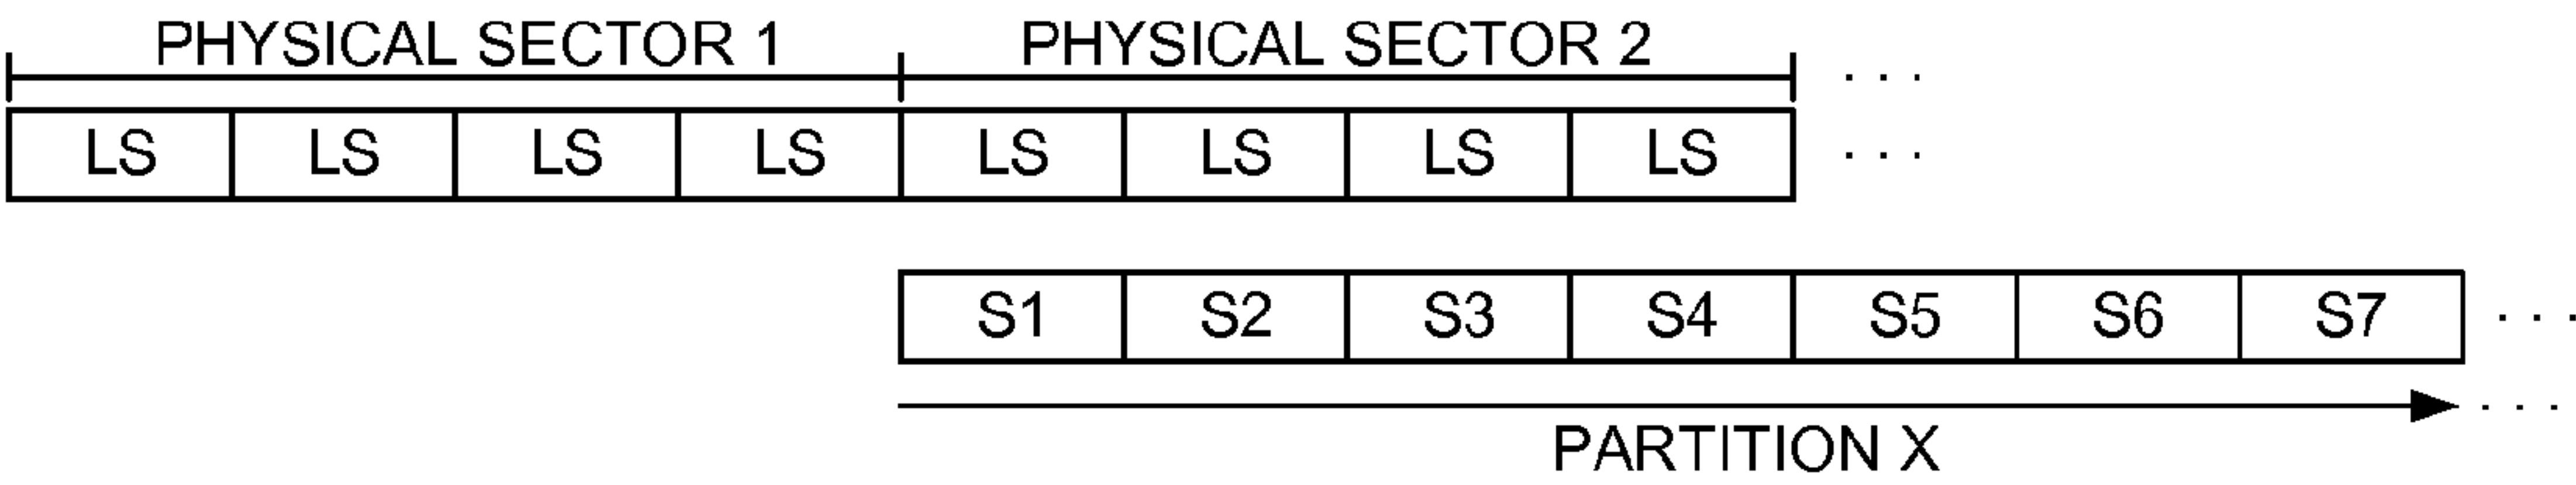 PHYSICAL SECTOR 1 PHYSICAL SECTOR 2 . . .
LS LS LS LS LS LS LS LS . . .
S1 S2 S3 S4 S5 S6 S7 . . .
. . .
PARTITION X